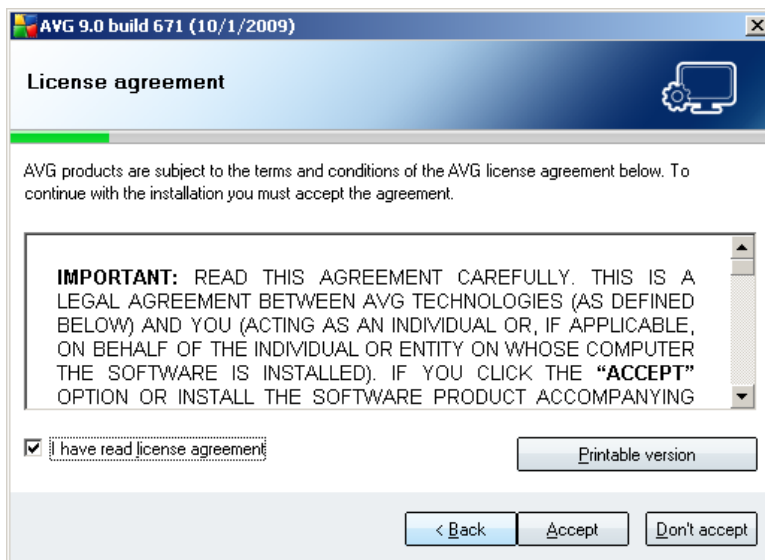 AVG 9.0 build 671 (10/1/2009)
License agreement
AVG products are subject to the terms and conditions of the AVG license agreement below. To
continue with the installation you must accept the agreement.
IMPORTANT: READ THIS AGREEMENT CAREFULLY. THIS IS A
LEGAL AGREEMENT BETWEEN AVG TECHNOLOGIES (AS DEFINED
BELOW) AND YOU (ACTING AS AN INDIVIDUAL OR, IF APPLICABLE,
ON BEHALF OF THE INDIVIDUAL OR ENTITY ON WHOSE COMPUTER
THE SOFTWARE IS INSTALLED). IF YOU CLICK THE “ACCEPT”
OPTION OR INSTALL THE SOFTWARE PRODUCT ACCOMPANYING
I have read license agreement
Printable version
< Back
Accept
Don't accept